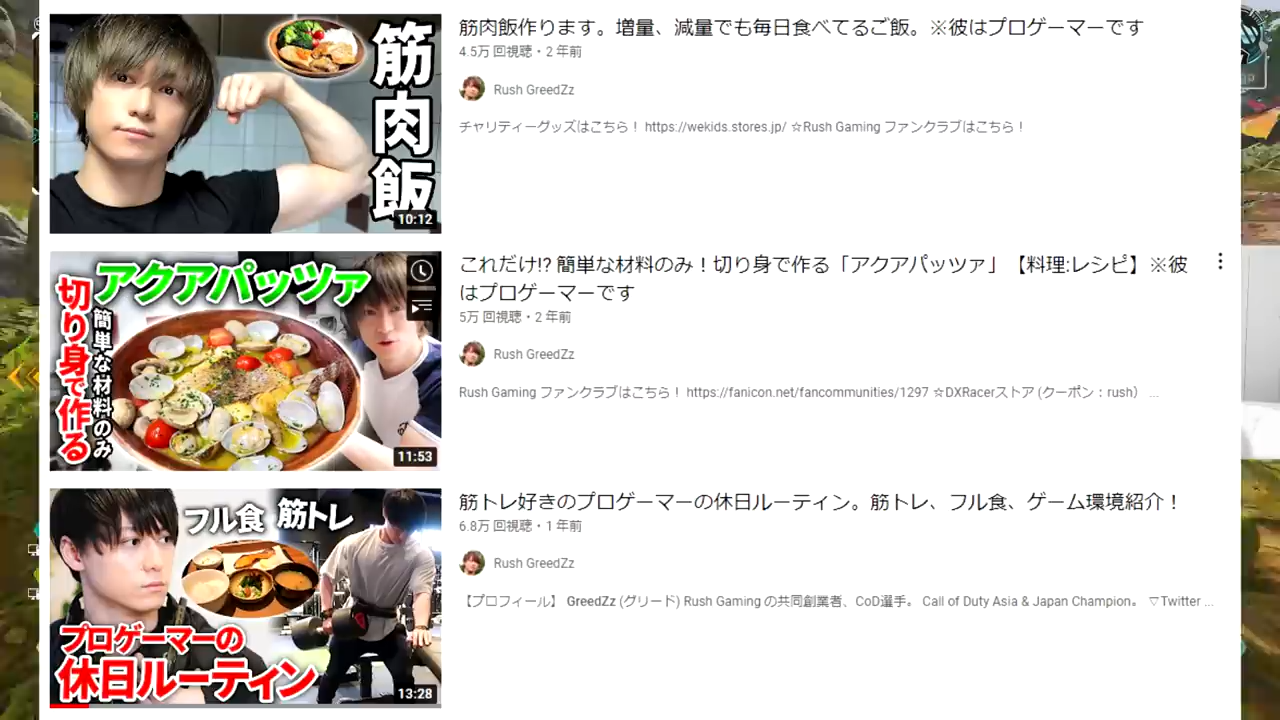 筋肉飯
10:12
筋肉飯作ります。増量、減量でも毎日食べてるご飯。※彼はプロゲーマーです
4.5万 回視聴・2 年前
Rush GreedZz
チャリティーグッズはこちら！ https://wekids.stores.jp/ ☆Rush Gaming ファンクラブはこちら！
アクアパッツァ
切り身で作る
簡単な材料のみ
11:53
これだけ!? 簡単な材料のみ！切り身で作る「アクアパッツァ」【料理:レシピ】※彼
はプロゲーマーです
5万 回視聴・2 年前
Rush GreedZz
Rush Gaming ファンクラブはこちら！ https://fanicon.net/fancommunities/1297 ☆DXRacerストア (クーポン：rush） ...
フル食 筋トレ
プロゲーマーの
休日ルーティン
13:28
筋トレ好きのプロゲーマーの休日ルーティン。筋トレ、フル食、ゲーム環境紹介！
6.8万 回視聴・1 年前
Rush GreedZz
【プロフィール】 GreedZz (グリード) Rush Gaming の共同創業者、CoD選手。 Call of Duty Asia & Japan Champion。 ▽Twitter ...